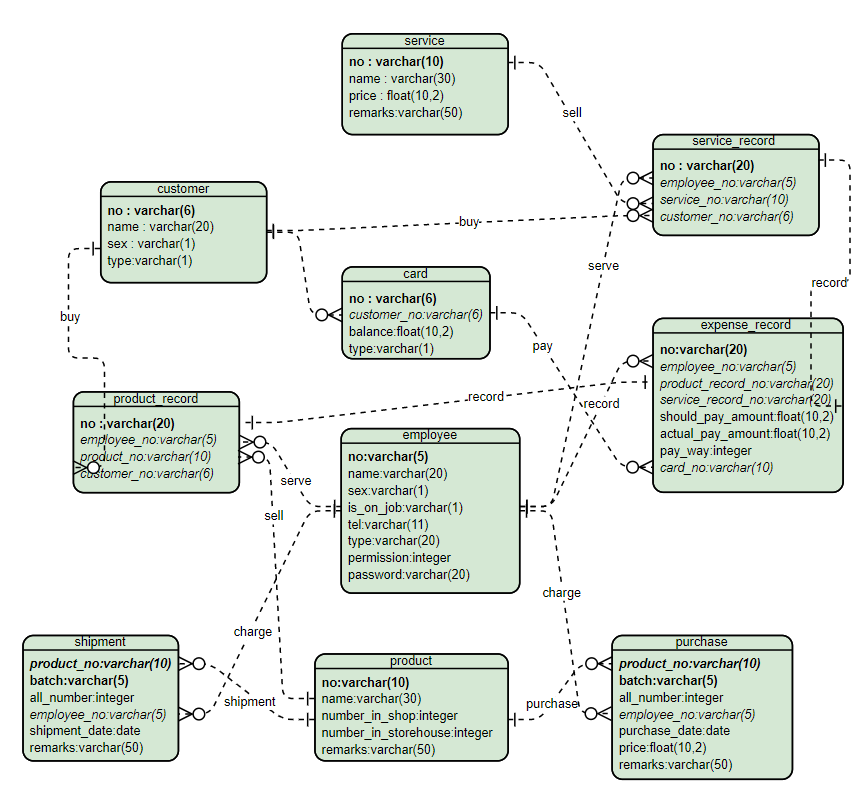 service
no : varchar(10)
name : varchar(30)
price : float(10,2)
remarks:varchar(50)
sell
service_record
no : varchar(20)
employee_no:varchar(5)
service_no:varchar(10)
customer_no:varchar(6)
customer
no : varchar(6)
name : varchar(20)
sex : varchar(1)
type:varchar(1)
buy
serve
record
card
no : varchar(6)
customer_no:varchar(6)
balance:float(10,2)
type:varchar(1)
buy
pay
expense_record
no:varchar(20)
employee_no:varchar(5)
product_record_no:varchar(20)
service_record_no:varchar(20)
should_pay_amount:float(10,2)
actual_pay_amount:float(10,2)
pay_way:integer
card_no:varchar(10)
record
record
product_record
no : varchar(20)
employee_no:varchar(5)
product_no:varchar(10)
customer_no:varchar(6)
employee
no:varchar(5)
name:varchar(20)
sex:varchar(1)
is_on_job:varchar(1)
tel:varchar(11)
type:varchar(20)
permission:integer
password:varchar(20)
serve
sell
charge
charge
shipment
product_no:varchar(10)
batch:varchar(5)
all_number:integer
employee_no:varchar(5)
shipment_date:date
remarks:varchar(50)
shipment
product
no:varchar(10)
name:varchar(30)
number_in_shop:integer
number_in_storehouse:integer
remarks:varchar(50)
purchase
purchase
product_no:varchar(10)
batch:varchar(5)
all_number:integer
employee_no:varchar(5)
purchase_date:date
price:float(10,2)
remarks:varchar(50)